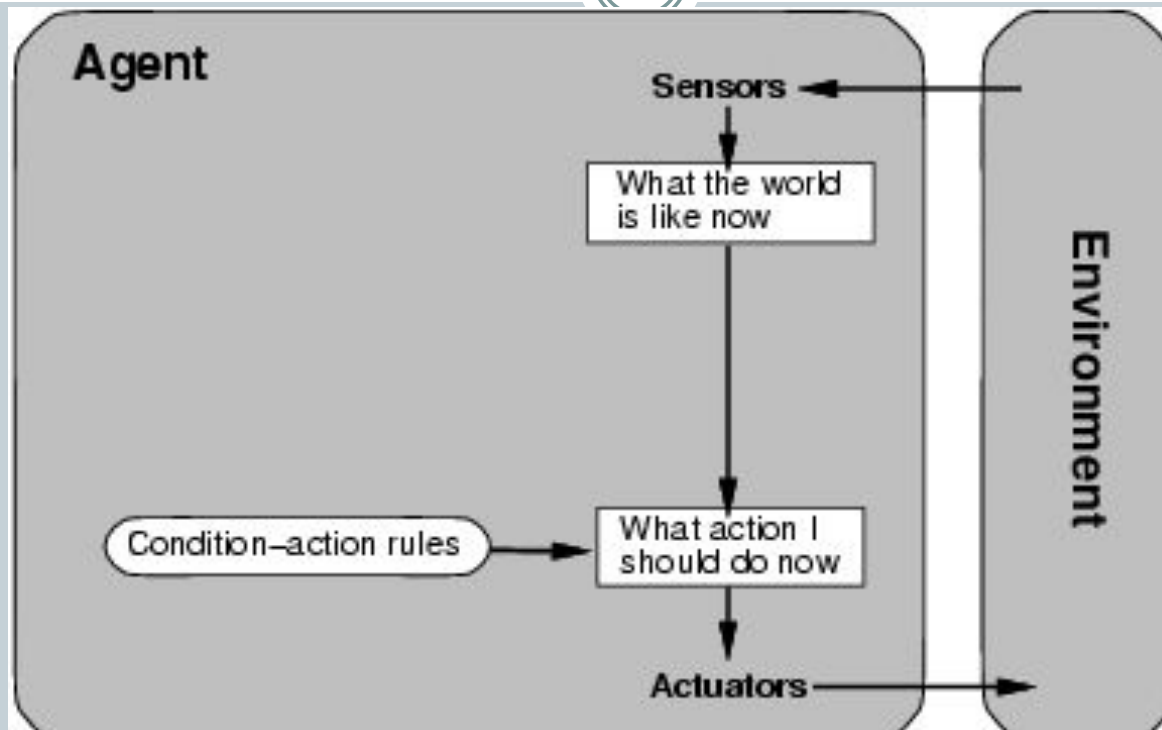 Agent
Sensors
What the world
is like now
Environment
Condition–action rules
What action I
should do now
Actuators